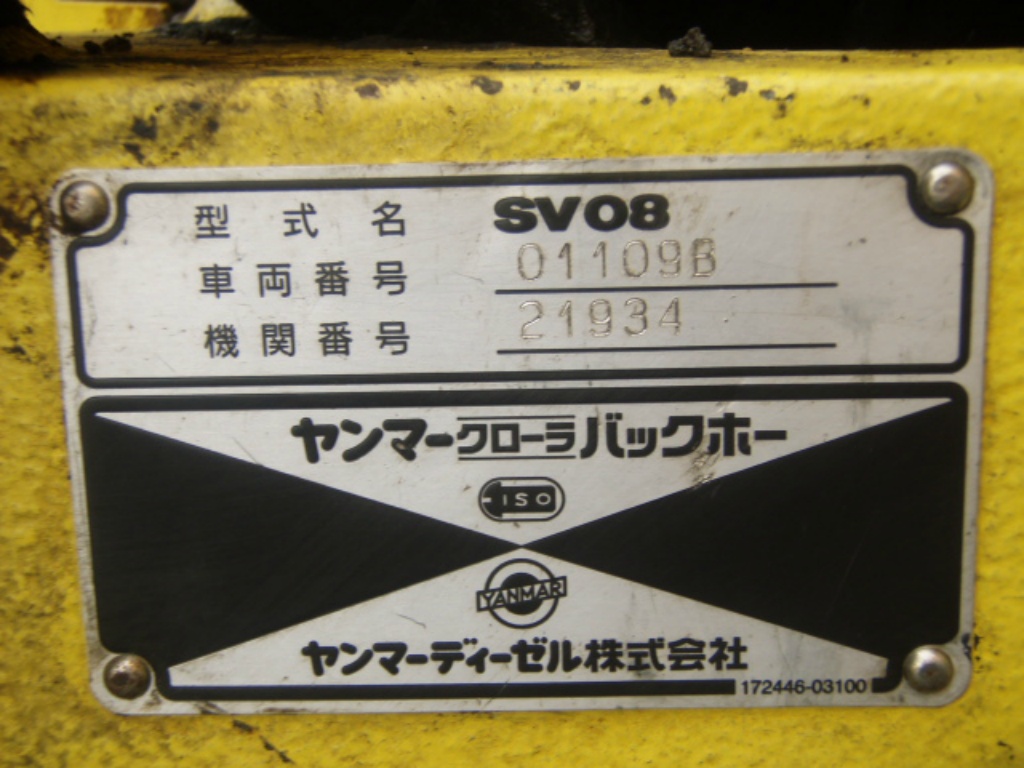 型式名 SV08
車両番号 01109B
機関番号 21934
ヤンマークローラバックホー
ISO
YANMAR
ヤンマーディーゼル株式会社
172446-03100